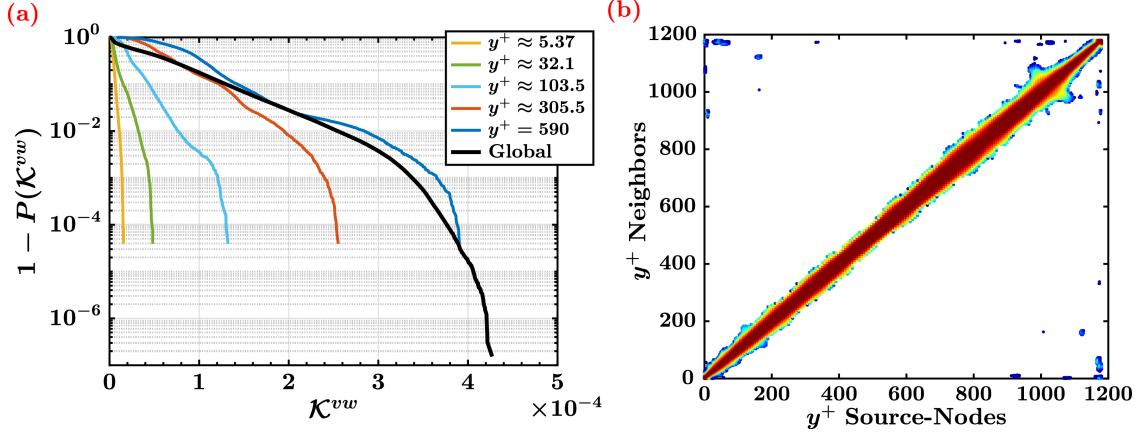 (a)
10^0
10^-2
10^-4
10^-6
1 − P(𝒦^vw)
0 1 2 3 4 5
×10^-4
𝒦^vw
y^+ ≈ 5.37
y^+ ≈ 32.1
y^+ ≈ 103.5
y^+ ≈ 305.5
y^+ = 590
Global
(b)
1200
1000
800
600
400
200
0
y^+ Neighbors
0 200 400 600 800 1000 1200
y^+ Source-Nodes